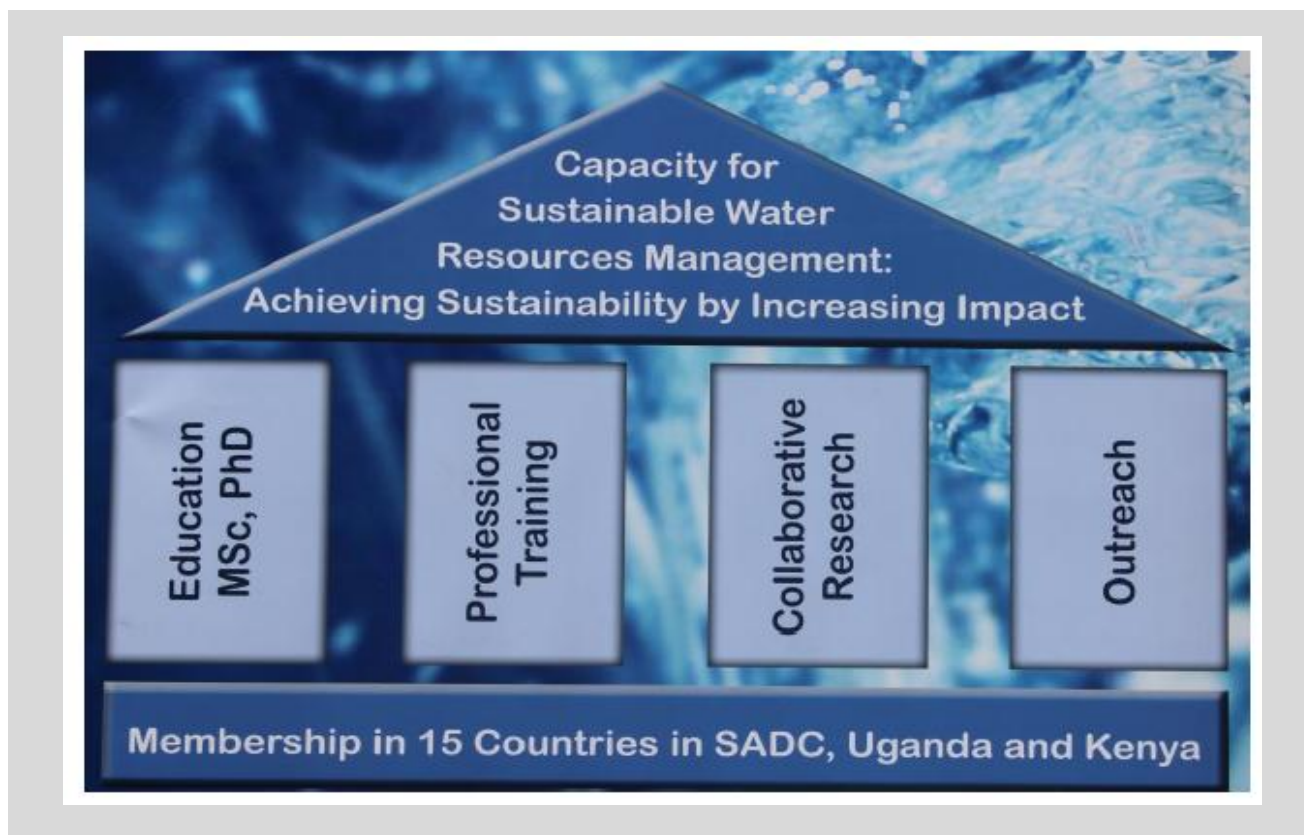 Capacity for
Sustainable Water
Resources Management:
Achieving Sustainability by Increasing Impact
Education
MSc, PhD
Professional
Training
Collaborative
Research
Outreach
Membership in 15 Countries in SADC, Uganda and Kenya